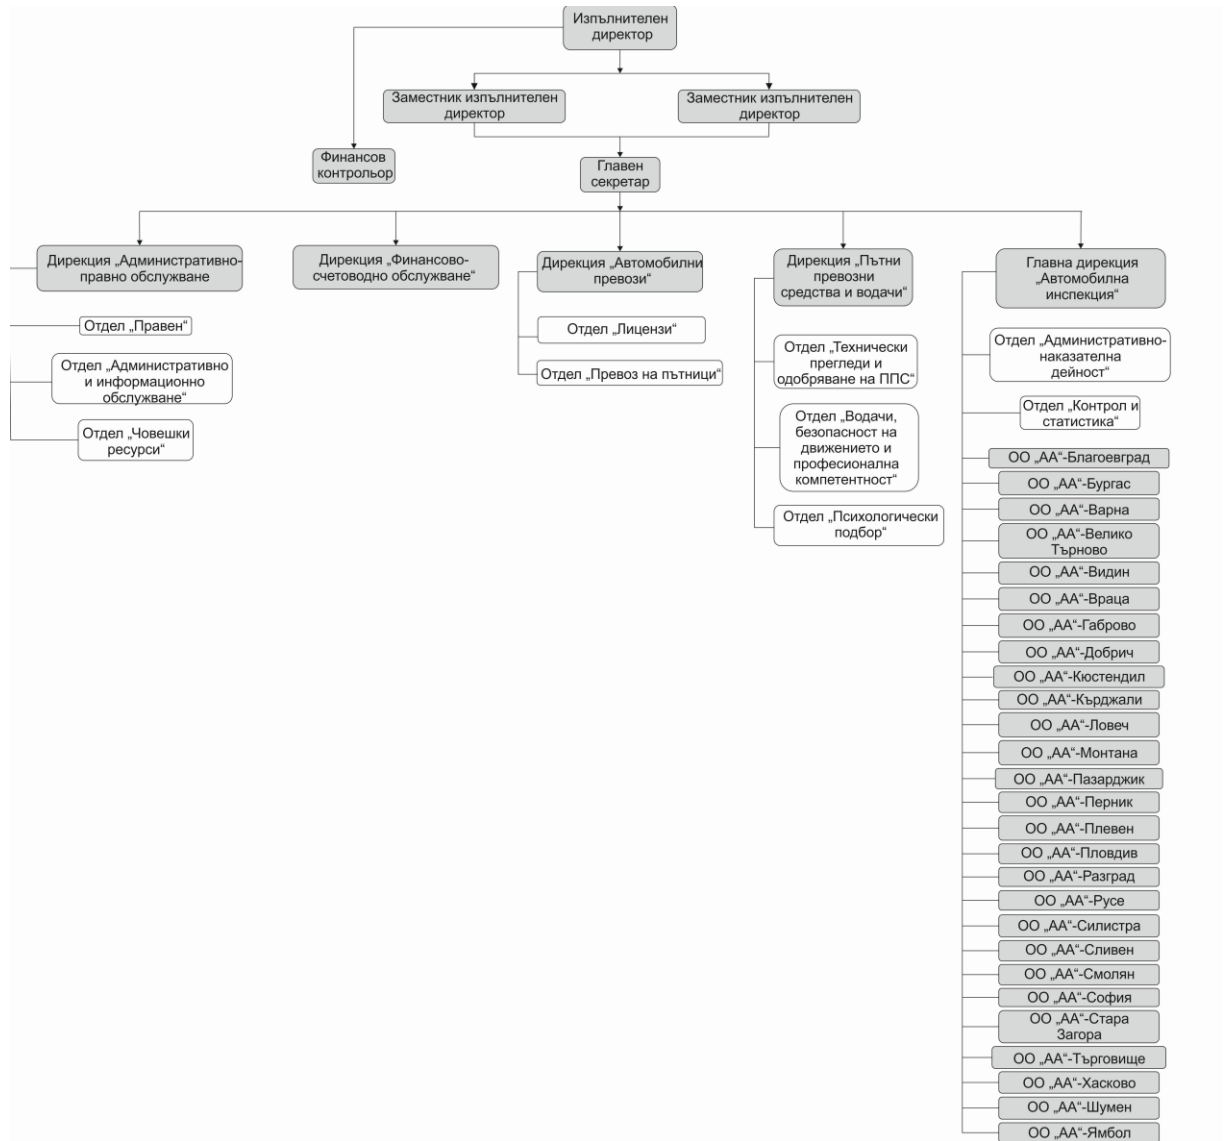 Изпълнителен
директор
Заместник изпълнителен
директор
Заместник изпълнителен
директор
Финансов
контрольор
Главен
секретар
Дирекция „Административно-
правно обслужване
Отдел „Правен“
Отдел „Административно
и информационно
обслужване“
Отдел „Човешки
ресурси“
Дирекция „Финансово-
счетоводно обслужване“
Дирекция „Автомобилни
превози“
Отдел „Лицензи“
Отдел „Превоз на пътници“
Дирекция „Пътни
превозни
средства и водачи“
Отдел „Технически
прегледи и
одобряване на ППС“
Отдел „Водачи,
безопасност на
движението и
професионална
компетентност“
Отдел „Психологически
подбор“
Главна дирекция
„Автомобилна
инспекция“
Отдел „Административно-
наказателна
дейност“
Отдел „Контрол и
статистика“
ОО „АА“-Благоевград
ОО „АА“-Бургас
ОО „АА“-Варна
ОО „АА“-Велико
Търново
ОО „АА“-Видин
ОО „АА“-Враца
ОО „АА“-Габрово
ОО „АА“-Добрич
ОО „АА“-Кюстендил
ОО „АА“-Кърджали
ОО „АА“-Ловеч
ОО „АА“-Монтана
ОО „АА“-Пазарджик
ОО „АА“-Перник
ОО „АА“-Плевен
ОО „АА“-Пловдив
ОО „АА“-Разград
ОО „АА“-Русе
ОО „АА“-Силистра
ОО „АА“-Сливен
ОО „АА“-Смолян
ОО „АА“-София
ОО „АА“-Стара
Загора
ОО „АА“-Търговище
ОО „АА“-Хасково
ОО „АА“-Шумен
ОО „АА“-Ямбол